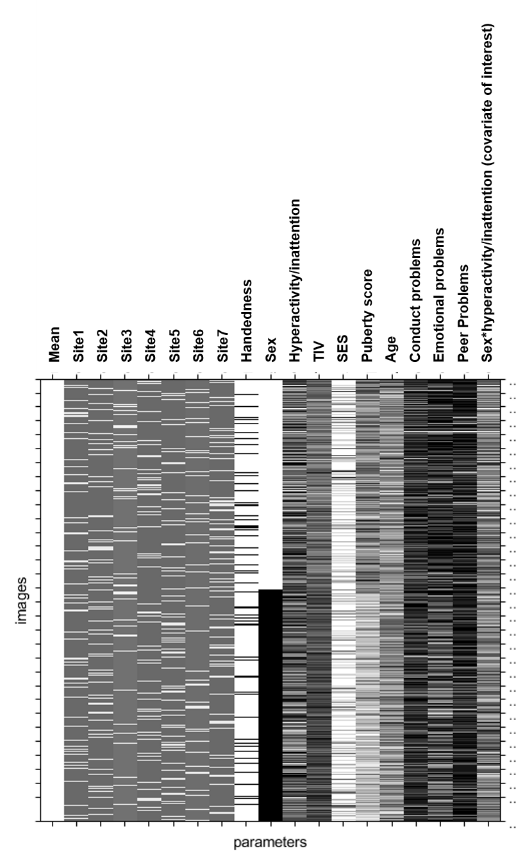 Mean
Site1
Site2
Site3
Site4
Site5
Site6
Site7
Handedness
Sex
Hyperactivity/inattention
TIV
SES
Puberty score
Age
Conduct problems
Emotional problems
Peer Problems
Sex*hyperactivity/inattention (covariate of interest)
images
parameters